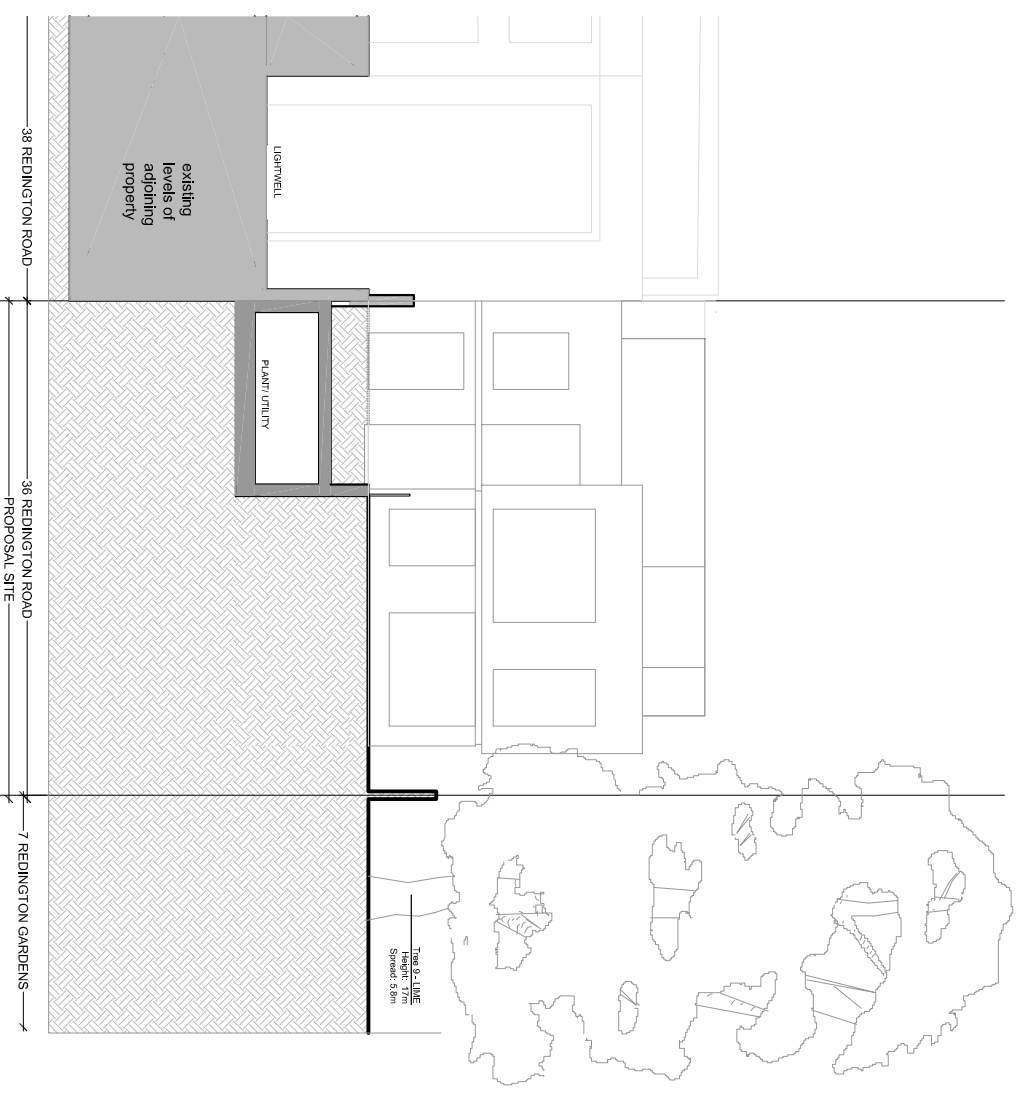 38 REDINGTON ROAD
36 REDINGTON ROAD
PROPOSAL SITE
7 REDINGTON GARDENS
existing
levels of
adjoining
property
LIGHTWELL
PLANT/ UTILITY
Tree 9 - LIME
Height: 17m
Spread: 5.8m